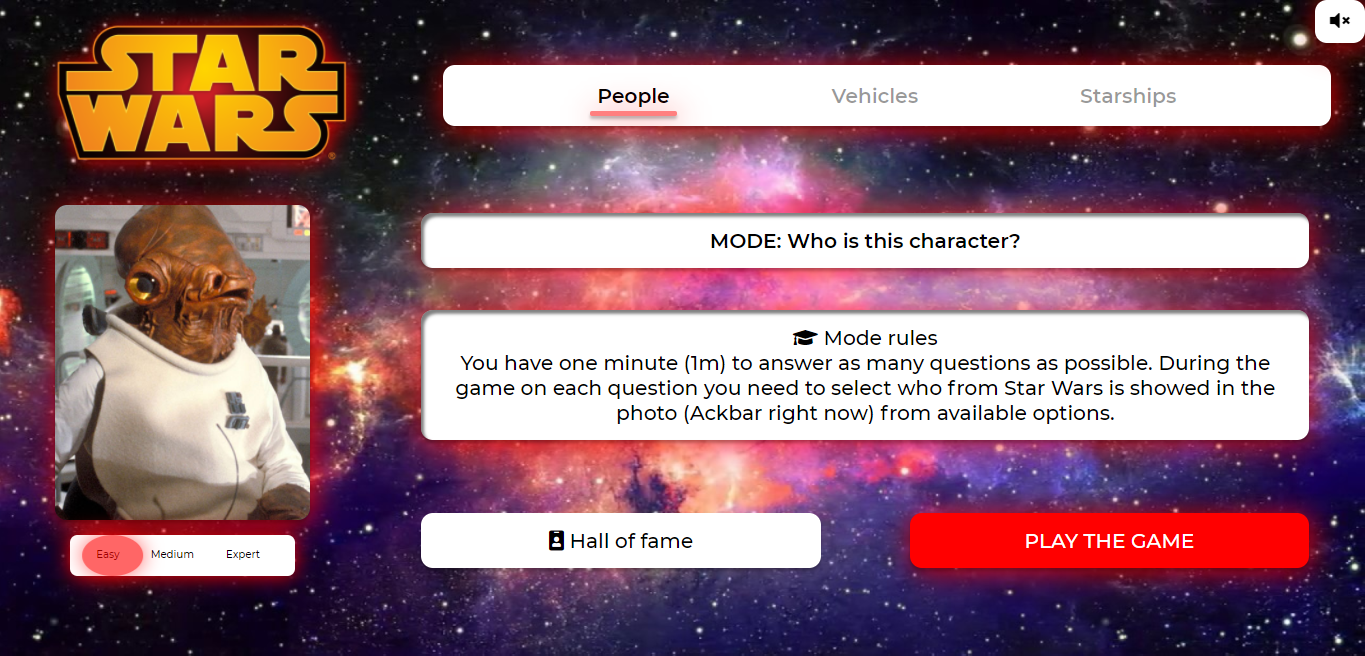 STAR
WARS
®
People
Vehicles
Starships
MODE: Who is this character?
Mode rules
You have one minute (1m) to answer as many questions as possible. During the
game on each question you need to select who from Star Wars is showed in the
photo (Ackbar right now) from available options.
Easy
Medium
Expert
Hall of fame
PLAY THE GAME